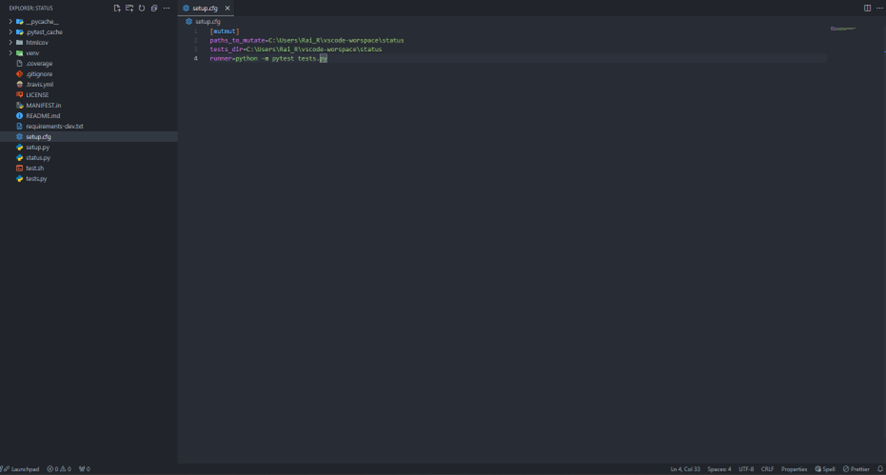 EXPLORER: STATUS
setup.cfg
setup.cfg
__pycache__
.pytest_cache
htmlcov
venv
.coverage
.gitignore
.travis.yml
LICENSE
MANIFEST.in
README.md
requirements-dev.txt
setup.cfg
setup.py
status.py
test.sh
tests.py
1 [mutmut]
2 paths_to_mutate=C:\Users\Rai_R\vscode-worspace\status
3 tests_dir=C:\Users\Rai_R\vscode-worspace\status
4 runner=python -m pytest tests.py
Launchpad 0 0 0 Ln 4, Col 33 Spaces: 4 UTF-8 CRLF Properties Spell Prettier